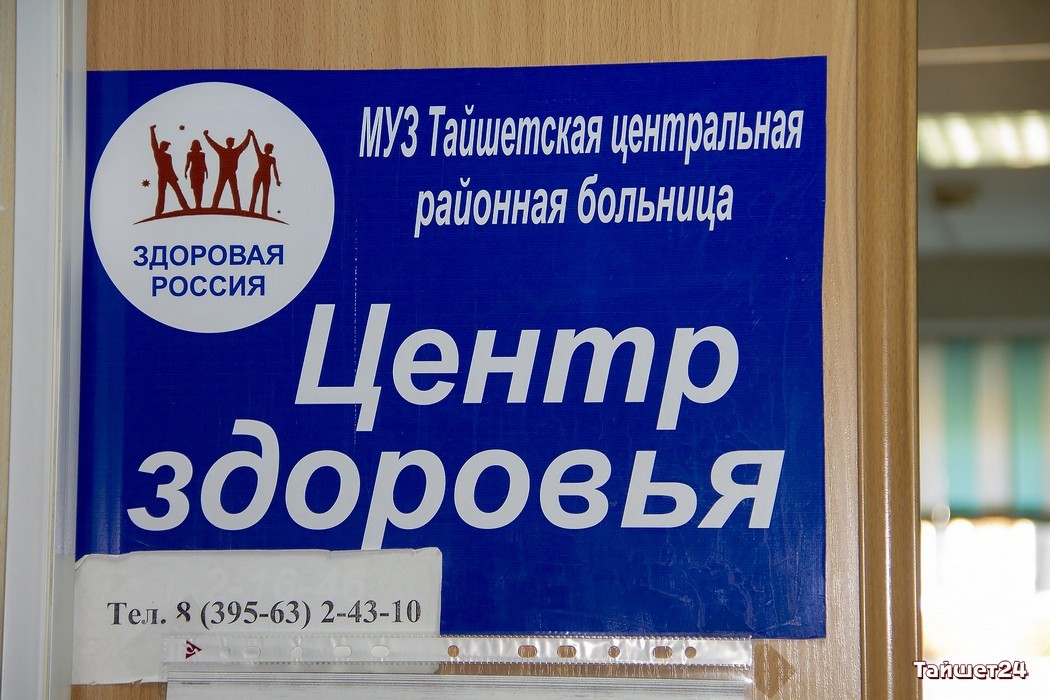 МУЗ Тайшетская центральная
районная больница
ЗДОРОВАЯ
РОССИЯ
Центр
здоровья
Тел. 8 (395-63) 2-43-10
Тайшет24